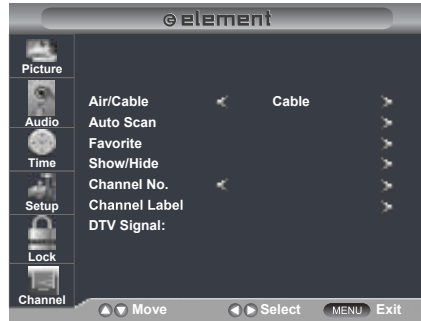 element
Picture
Audio
Time
Setup
Lock
Channel
Air/Cable Cable
Auto Scan
Favorite
Show/Hide
Channel No.
Channel Label
DTV Signal:
Move Select MENU Exit